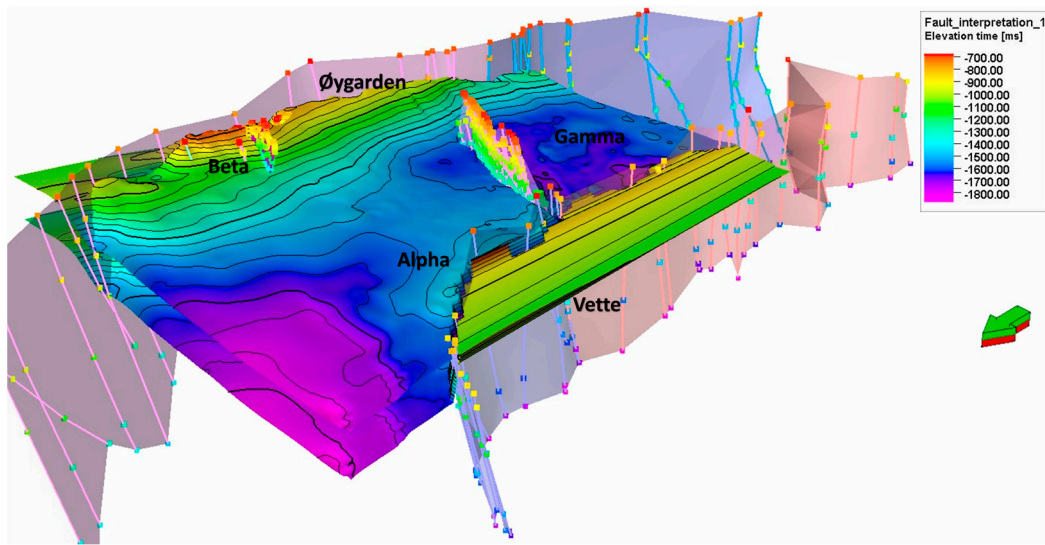 Fault_interpretation_1
Elevation time [ms]
-700.00
-800.00
-900.00
-1000.00
-1100.00
-1200.00
-1300.00
-1400.00
-1500.00
-1600.00
-1700.00
-1800.00
Øygarden
Beta
Gamma
Alpha
Vette